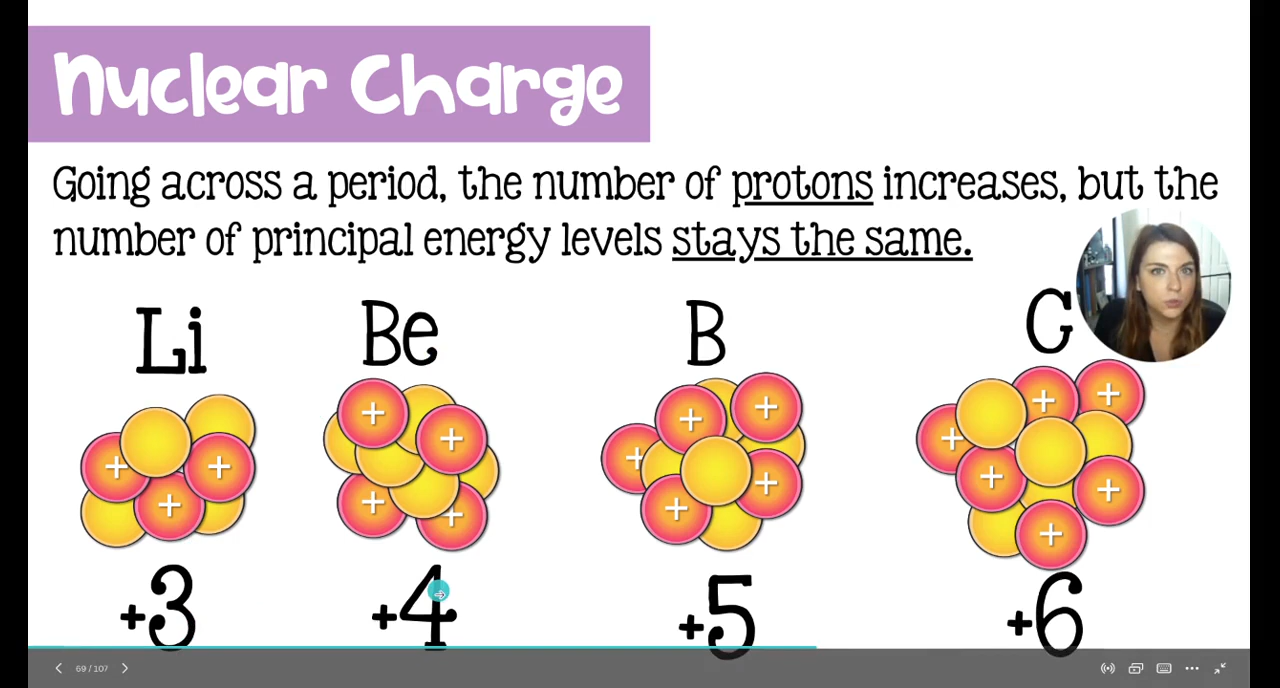 Nuclear Charge
Going across a period, the number of protons increases, but the
number of principal energy levels stays the same.
Li Be B C
+ + +
+ + + +
+ + + + +
+ + + + + +
+3 +4 +5 +6
69 / 107